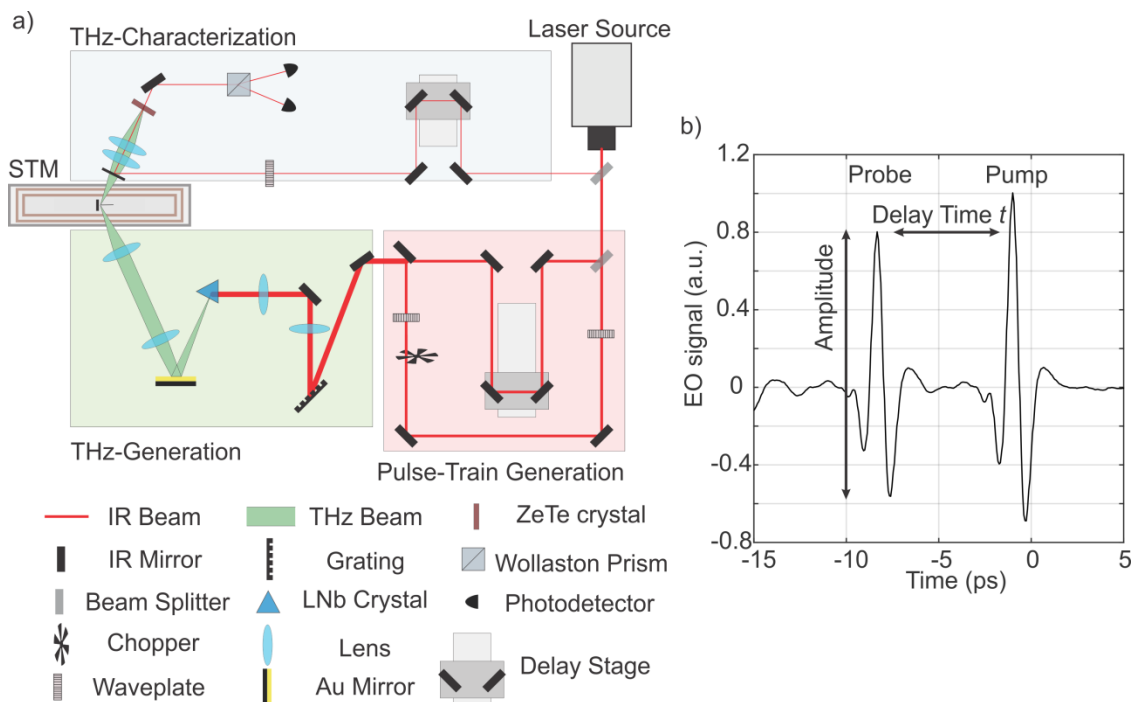 a)
THz-Characterization
Laser Source
STM
THz-Generation
Pulse-Train Generation
IR Beam
THz Beam
ZeTe crystal
IR Mirror
Grating
Wollaston Prism
Beam Splitter
LNb Crystal
Photodetector
Chopper
Lens
Delay Stage
Waveplate
Au Mirror
b)
Probe
Pump
Delay Time t
Amplitude
EO signal (a.u.)
1.2
0.8
0.4
0
-0.4
-0.8
-15
-10
-5
0
5
Time (ps)